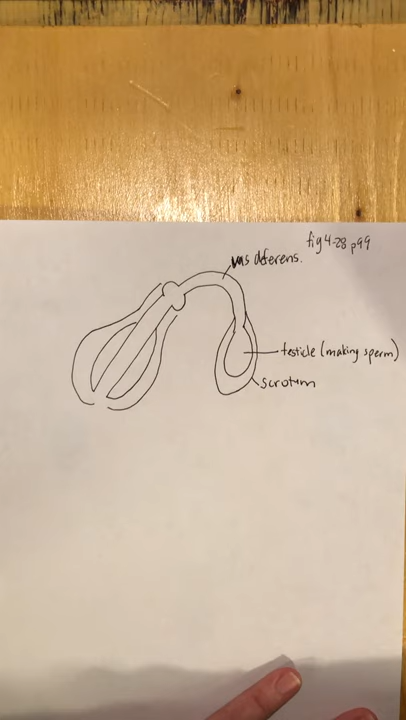 fig 4-28 p99
vas deferens.
testicle (making sperm)
scrotum